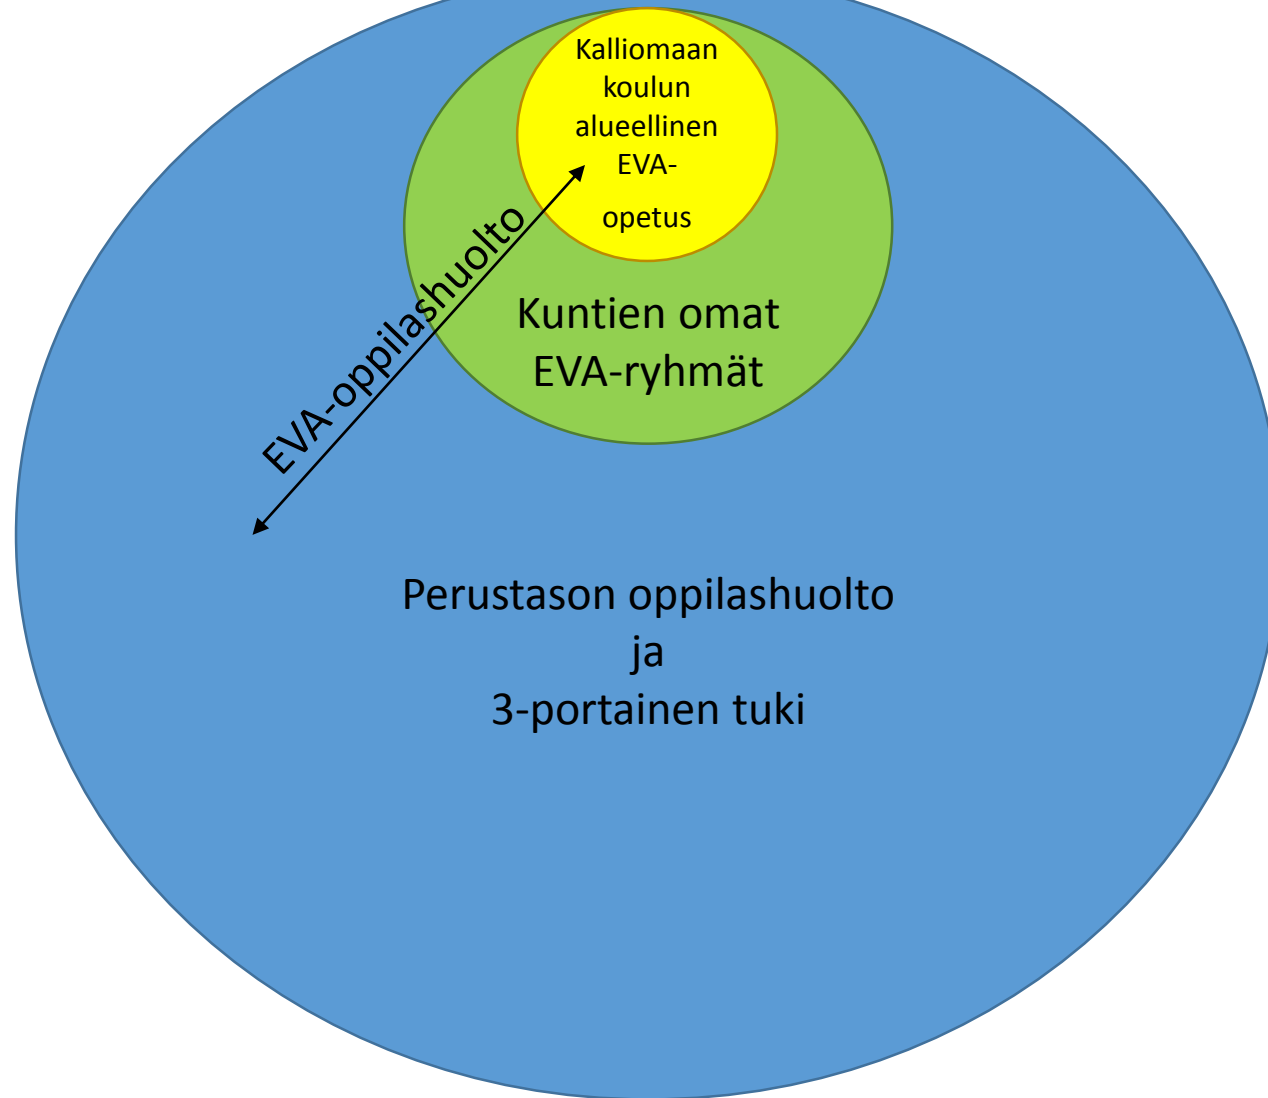 Kalliomaan
koulun
alueellinen
EVA-
opetus
EVA-oppilashuolto
Kuntien omat
EVA-ryhmät
Perustason oppilashuolto
ja
3-portainen tuki